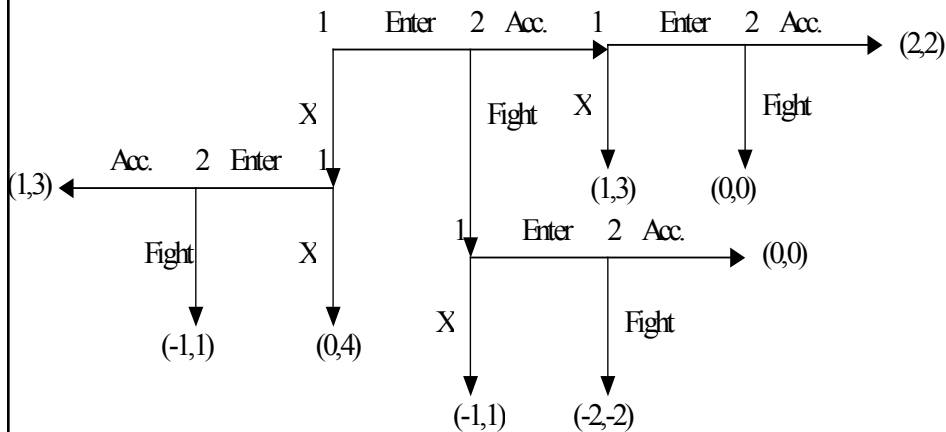 1 Enter 2 Acc. 1 Enter 2 Acc. (2,2)
X Fight X Fight
Acc. 2 Enter 1
(1,3) (1,3) (0,0)
1 Enter 2 Acc.
Fight X (0,0)
X Fight
(-1,1) (0,4)
(-1,1) (-2,-2)